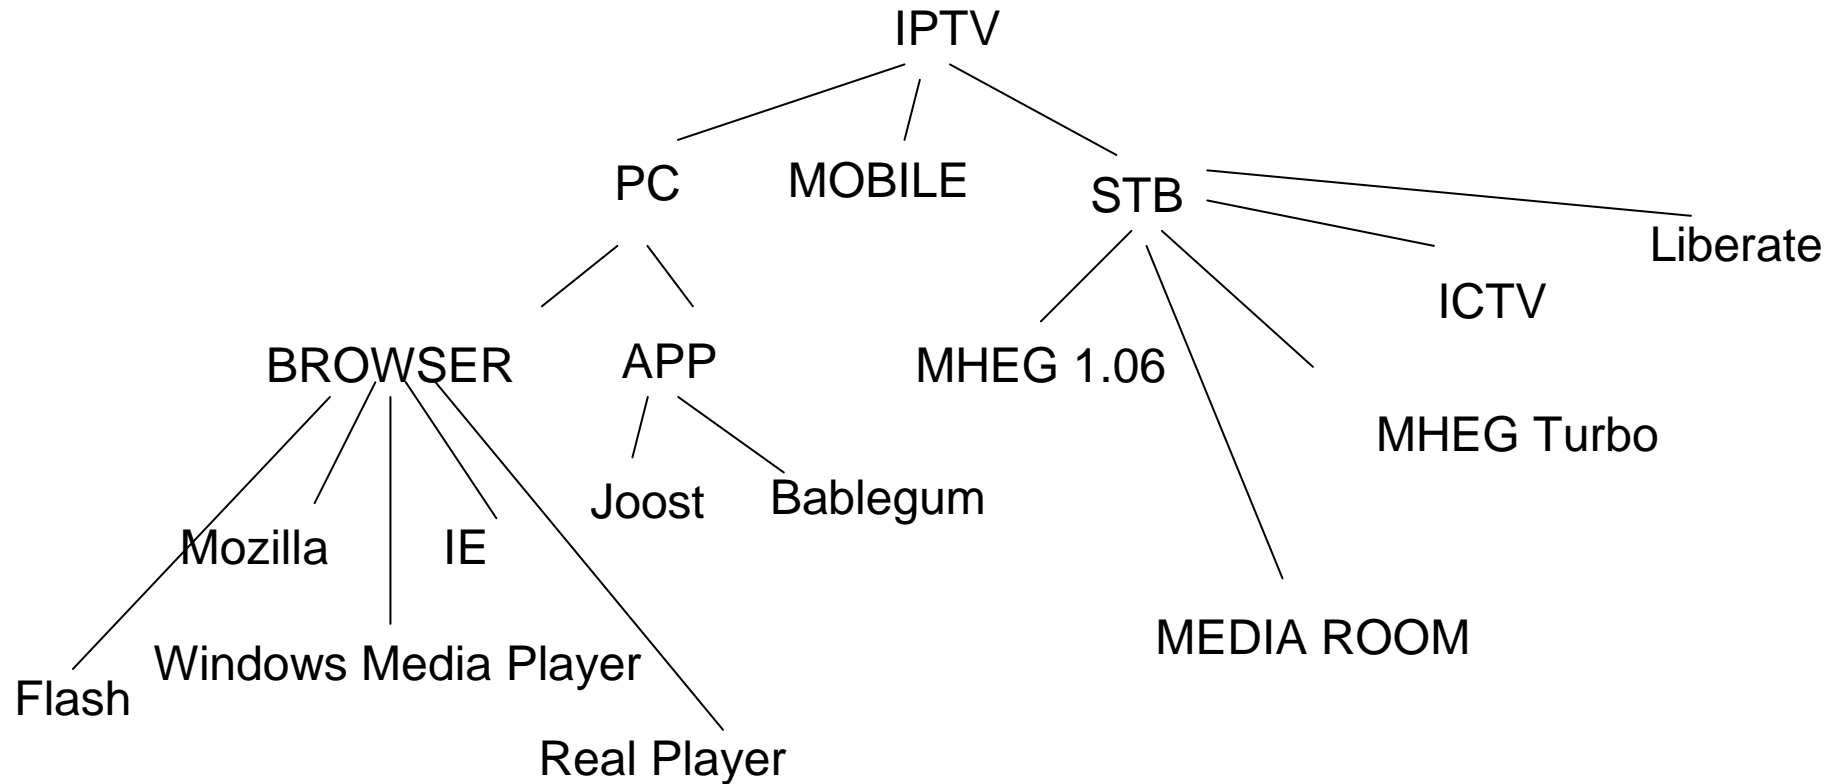 IPTV
PC
MOBILE
STB
Liberate
ICTV
BROWSER
APP
MHEG 1.06
MHEG Turbo
Joost
Bablegum
Mozilla
IE
MEDIA ROOM
Windows Media Player
Flash
Real Player